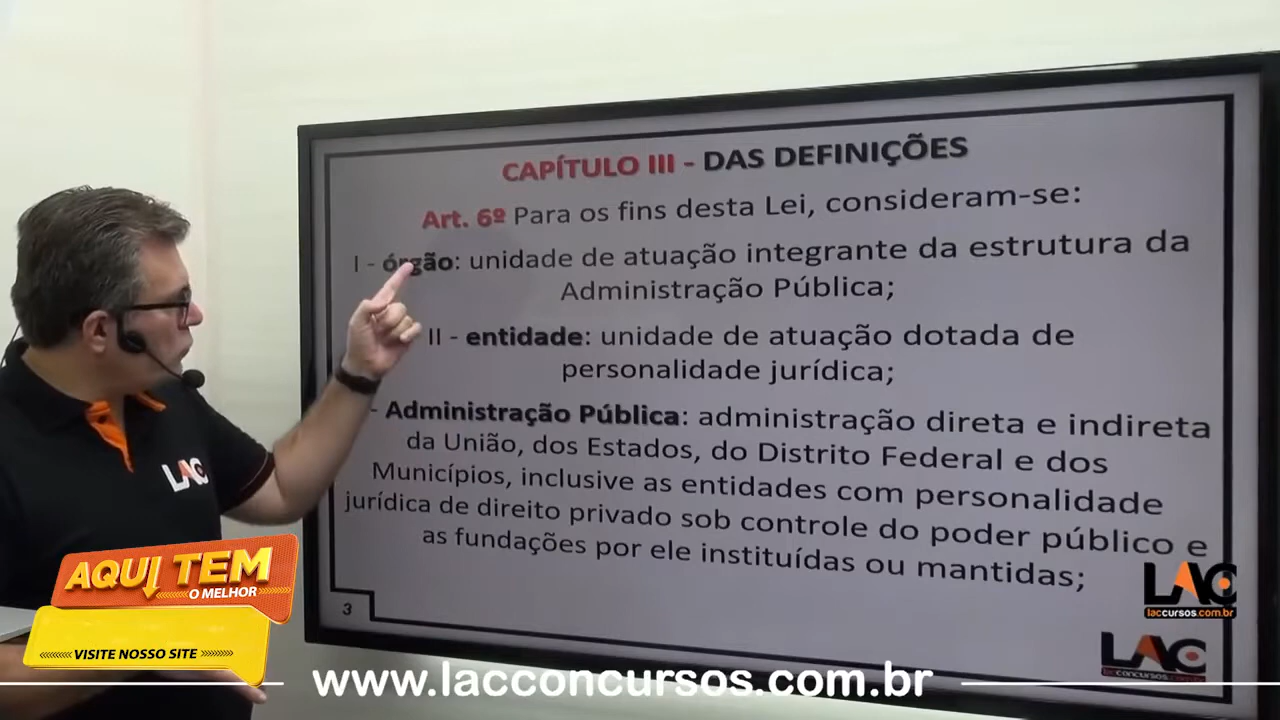 CAPÍTULO III - DAS DEFINIÇÕES
Art. 6º Para os fins desta Lei, consideram-se:
I - órgão: unidade de atuação integrante da estrutura da
Administração Pública;
II - entidade: unidade de atuação dotada de
personalidade jurídica;
- Administração Pública: administração direta e indireta
da União, dos Estados, do Distrito Federal e dos
Municípios, inclusive as entidades com personalidade
jurídica de direito privado sob controle do poder público e
as fundações por ele instituídas ou mantidas;
3
LAC
laccursos.com.br
LAC
lacconcursos.com.br
LAC
AQUI TEM
O MELHOR
<<<<<<<<<< VISITE NOSSO SITE >>>>>>>>>>
www.lacconcursos.com.br